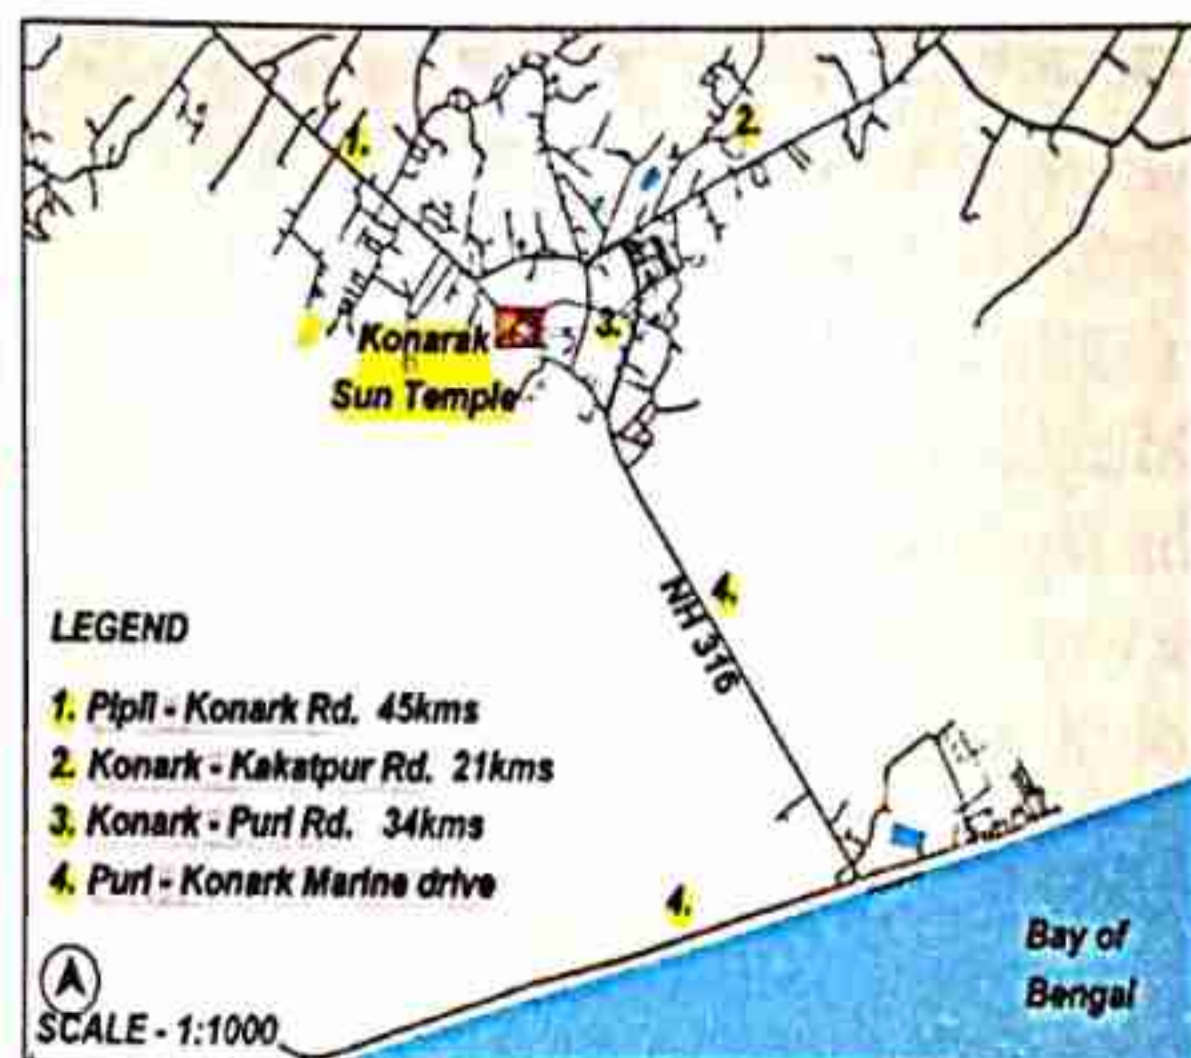 1.
2.
3.
Konarak
Sun Temple
4.
NH 316
LEGEND
1. Pipli - Konark Rd. 45kms
2. Konark - Kakatpur Rd. 21kms
3. Konark - Puri Rd. 34kms
4. Puri - Konark Marine drive
4.
Bay of
Bengal
SCALE - 1:1000